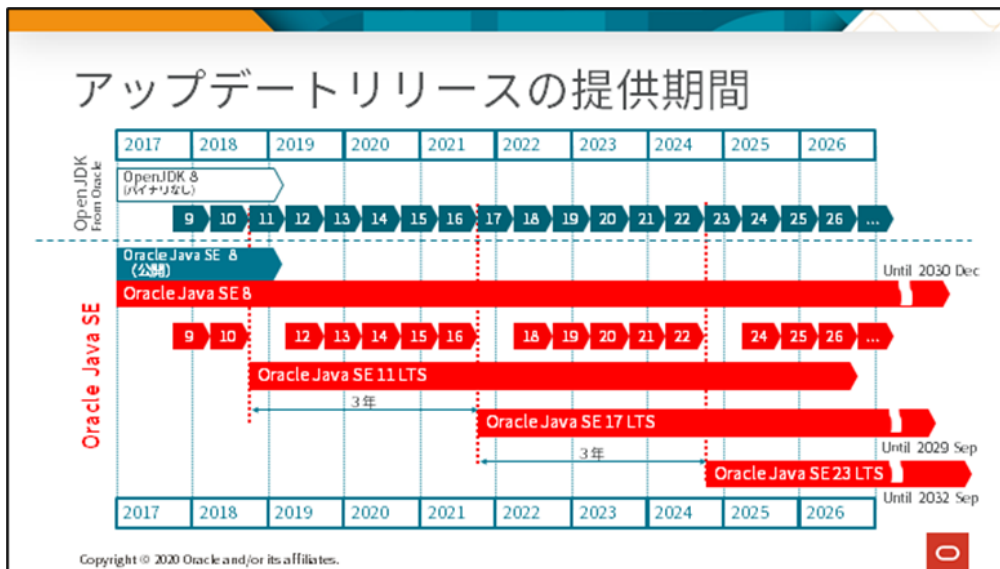 アップデートリリースの提供期間
2017 2018 2019 2020 2021 2022 2023 2024 2025 2026
OpenJDK
From Oracle
OpenJDK 8
(バイナリなし)
9 10 11 12 13 14 15 16 17 18 19 20 21 22 23 24 25 26 ...
Oracle Java SE
Oracle Java SE 8
（公開）
Until 2030 Dec
Oracle Java SE 8
9 10 12 13 14 15 16 18 19 20 21 22 24 25 26 ...
Oracle Java SE 11 LTS
3年
Oracle Java SE 17 LTS
Until 2029 Sep
3年
Oracle Java SE 23 LTS
Until 2032 Sep
2017 2018 2019 2020 2021 2022 2023 2024 2025 2026
Copyright © 2020 Oracle and/or its affiliates.